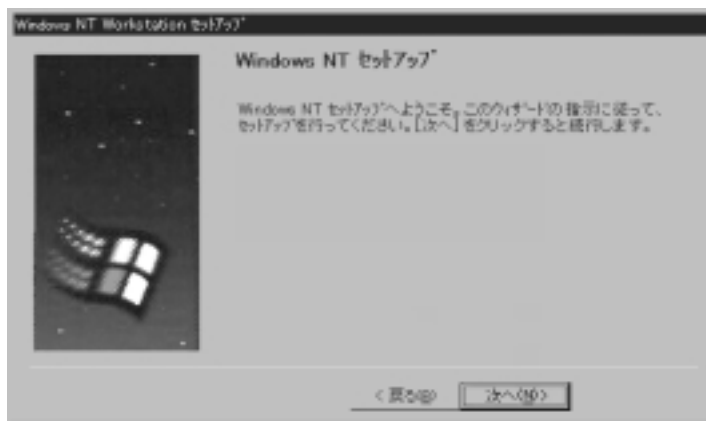 Windows NT Workstation ｾｯﾄｱｯﾌﾟ
Windows NT ｾｯﾄｱｯﾌﾟ
Windows NT ｾｯﾄｱｯﾌﾟへようこそ。このｳｨｻﾞｰﾄﾞの指示に従って、
ｾｯﾄｱｯﾌﾟを行ってください。[次へ] をクリックすると続行します。
< 戻る(B)
次へ(N) >